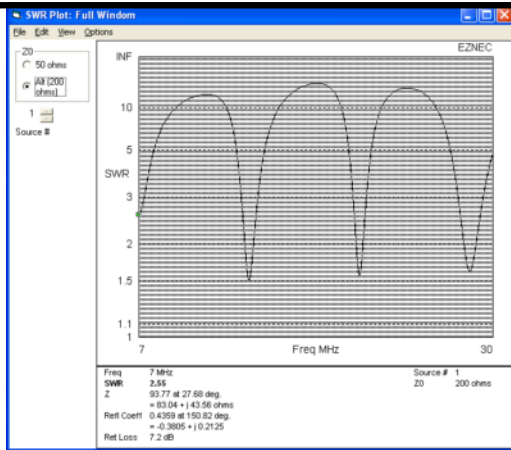 SWR Plot: Full Windom
File Edit View Options
EZNEC
Z0
50 ohms
Alt (200
ohms)
1
Source #
INF
10
5
SWR
3
2
1.5
1.1
1
7 Freq MHz 30
Freq 7 MHz Source # 1
SWR 2.55 Z0 200 ohms
Z 93.77 at 27.68 deg.
= 83.04 + j 43.56 ohms
Refl Coeff 0.4359 at 150.82 deg.
= -0.3805 + j 0.2125
Ret Loss 7.2 dB